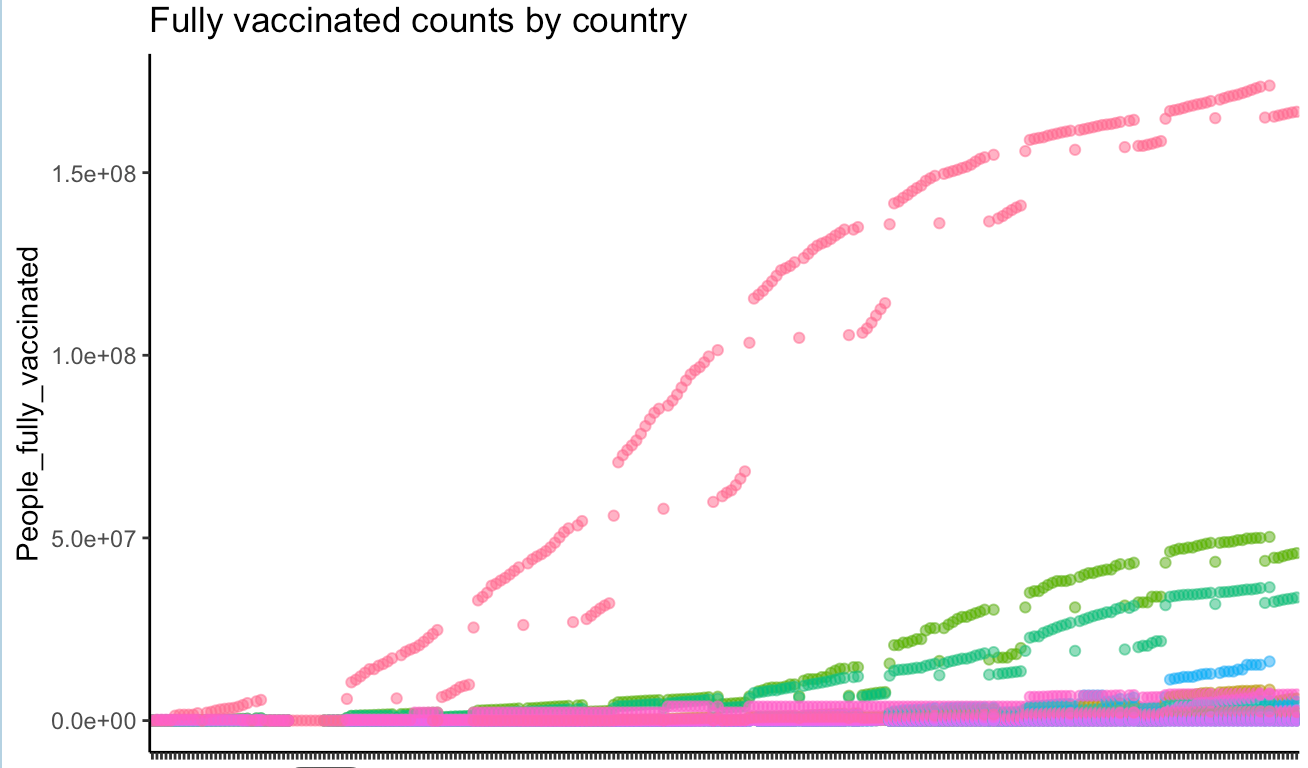 Fully vaccinated counts by country
People_fully_vaccinated
1.5e+08
1.0e+08
5.0e+07
0.0e+00